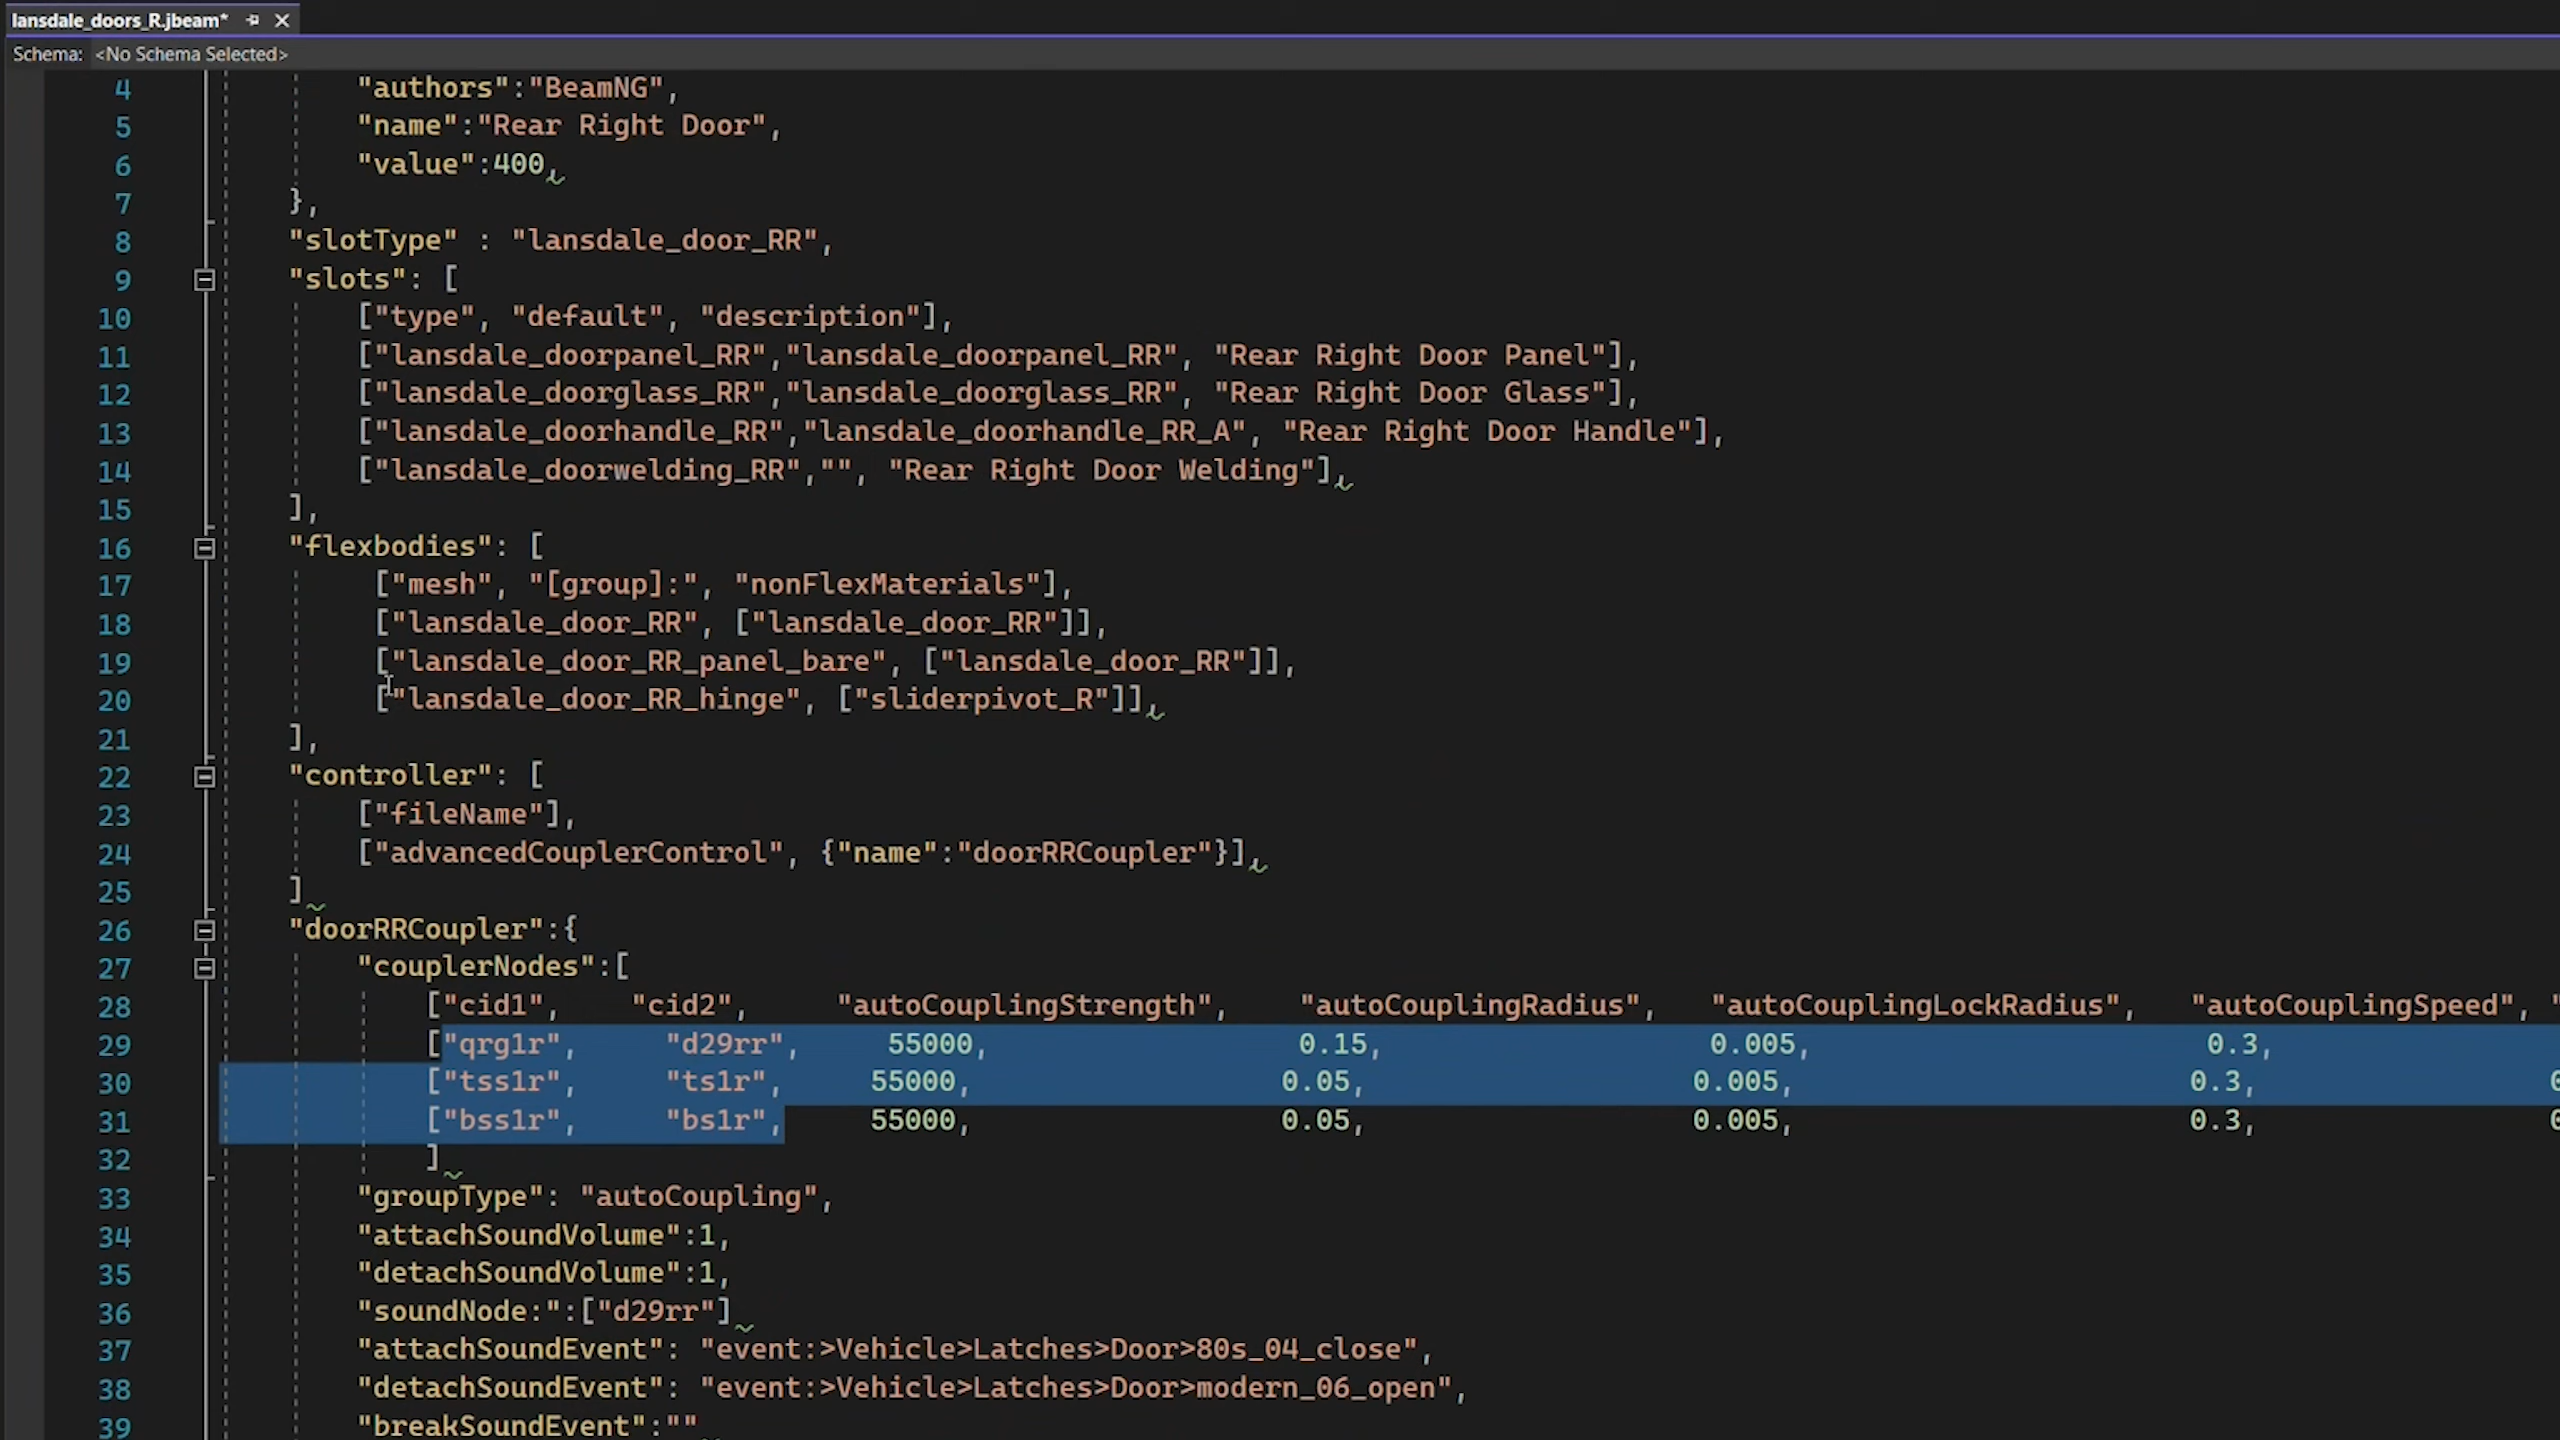 lansdale_doors_R.jbeam*
Schema: <No Schema Selected>
4 "authors":"BeamNG",
5 "name":"Rear Right Door",
6 "value":400,
7 },
8 "slotType" : "lansdale_door_RR",
9 "slots": [
10 ["type", "default", "description"],
11 ["lansdale_doorpanel_RR","lansdale_doorpanel_RR", "Rear Right Door Panel"],
12 ["lansdale_doorglass_RR","lansdale_doorglass_RR", "Rear Right Door Glass"],
13 ["lansdale_doorhandle_RR","lansdale_doorhandle_RR_A", "Rear Right Door Handle"],
14 ["lansdale_doorwelding_RR","", "Rear Right Door Welding"],
15 ],
16 "flexbodies": [
17 ["mesh", "[group]:", "nonFlexMaterials"],
18 ["lansdale_door_RR", ["lansdale_door_RR"]],
19 ["lansdale_door_RR_panel_bare", ["lansdale_door_RR"]],
20 ["lansdale_door_RR_hinge", ["sliderpivot_R"]],
21 ],
22 "controller": [
23 ["fileName"],
24 ["advancedCouplerControl", {"name":"doorRRCoupler"}],
25 ]
26 "doorRRCoupler":{
27 "couplerNodes":[
28 ["cid1", "cid2", "autoCouplingStrength", "autoCouplingRadius", "autoCouplingLockRadius", "autoCouplingSpeed", "
29 ["qrg1r", "d29rr", 55000, 0.15, 0.005, 0.3,
30 ["tss1r", "ts1r", 55000, 0.05, 0.005, 0.3,
31 ["bss1r", "bs1r", 55000, 0.05, 0.005, 0.3,
32 ]
33 "groupType": "autoCoupling",
34 "attachSoundVolume":1,
35 "detachSoundVolume":1,
36 "soundNode:":["d29rr"]
37 "attachSoundEvent": "event:>Vehicle>Latches>Door>80s_04_close",
38 "detachSoundEvent": "event:>Vehicle>Latches>Door>modern_06_open",
39 "breakSoundEvent":""